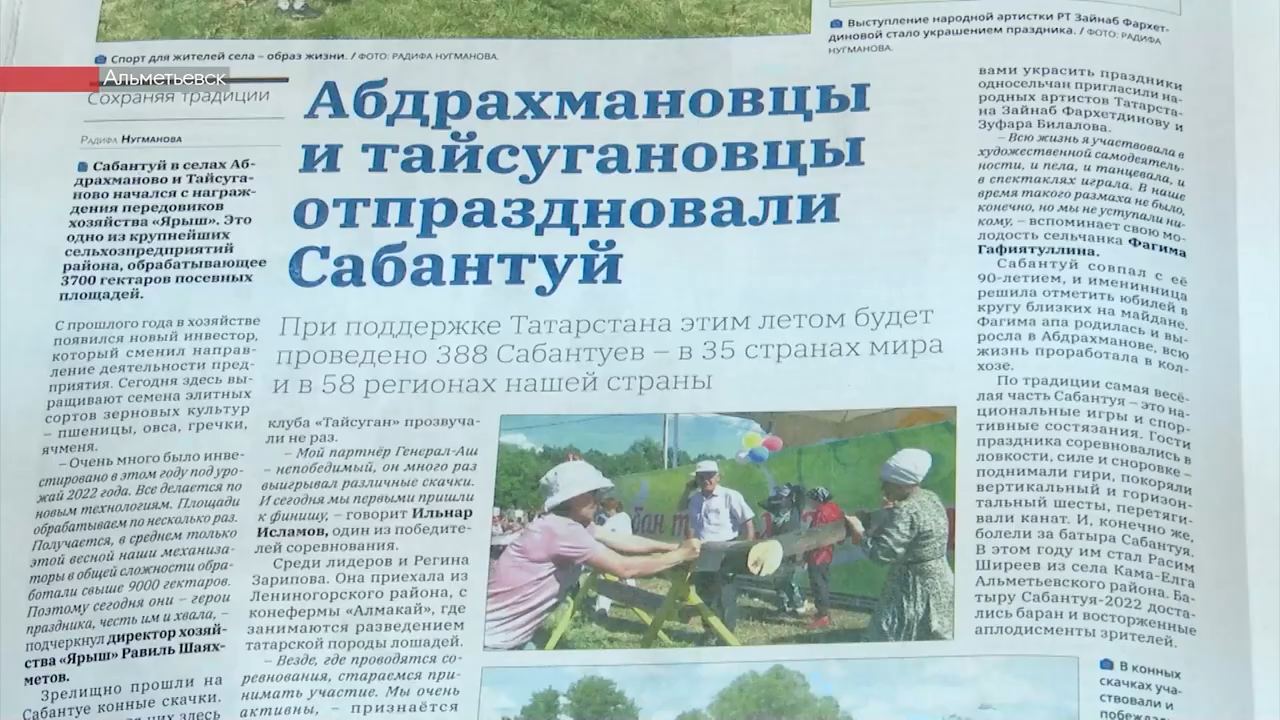 Спорт для жителей села – образ жизни. / ФОТО: РАДИФА НУГМАНОВА.
Выступление народной артистки РТ Зайнаб Фархет-
диновой стало украшением праздника. / ФОТО: РАДИФА
НУГМАНОВА.
Альметьевск
Сохраняя традиции
РАДИФА НУГМАНОВА
Абдрахмановцы
и тайсугановцы
отпраздновали
Сабантуй
При поддержке Татарстана этим летом будет
проведено 388 Сабантуев – в 35 странах мира
и в 58 регионах нашей страны
Сабантуй в селах Аб-
драхманово и Тайсуга-
ново начался с награж-
дения передовиков
хозяйства «Ярыш». Это
одно из крупнейших
сельхозпредприятий
района, обрабатывающее
3700 гектаров посевных
площадей.
С прошлого года в хозяйстве
появился новый инвестор,
который сменил направ-
ление деятельности пред-
приятия. Сегодня здесь вы-
ращивают семена элитных
сортов зерновых культур
– пшеницы, овса, гречки,
ячменя.
– Очень много было инве-
стировано в этом году под уро-
жай 2022 года. Все делается по
новым технологиям. Площади
обрабатываем по несколько раз.
Получается, в среднем только
этой весной наши механиза-
торы в общей сложности обра-
ботали свыше 9000 гектаров.
Поэтому сегодня они – герои
праздника, честь им и хвала, –
подчеркнул директор хозяй-
ства «Ярыш» Равиль Шаях-
метов.
Зрелищно прошли на
Сабантуе конные скачки.
них здесь
клуба «Тайсуган» прозвуча-
ли не раз.
– Мой партнёр Генерал-Аш
– непобедимый, он много раз
выигрывал различные скачки.
И сегодня мы первыми пришли
к финишу, – говорит Ильнар
Исламов, один из победите-
лей соревнования.
Среди лидеров и Регина
Зарипова. Она приехала из
Лениногорского района, с
конефермы «Алмакай», где
занимаются разведением
татарской породы лошадей.
– Везде, где проводятся со-
ревнования, стараемся при-
нимать участие. Мы очень
активны, – признаётся
вами украсить праздники
односельчан пригласили на-
родных артистов Татарста-
на Зайнаб Фархетдинову и
Зуфара Билалова.
– Всю жизнь я участвовала в
художественной самодеятель-
ности, и пела, и танцевала, и
в спектаклях играла. В наше
время такого размаха не было,
конечно, но мы не уступали ни-
кому, – вспоминает свою мо-
лодость сельчанка Фагима
Гафиятуллина.
Сабантуй совпал с её
90-летием, и именинница
решила отметить юбилей в
кругу близких на майдане.
Фагима апа родилась и вы-
росла в Абдрахманове, всю
жизнь проработала в кол-
хозе.
По традиции самая весё-
лая часть Сабантуя – это на-
циональные игры и спор-
тивные состязания. Гости
праздника соревновались в
ловкости, силе и сноровке –
поднимали гири, покоряли
вертикальный и горизон-
тальный шесты, перетяги-
вали канат. И, конечно же,
болели за батыра Сабантуя.
В этом году им стал Расим
Ширеев из села Кама-Елга
Альметьевского района. Ба-
тыру Сабантуя-2022 доста-
лись баран и восторженные
аплодисменты зрителей.
В конных
скачках уча-
ствовали и